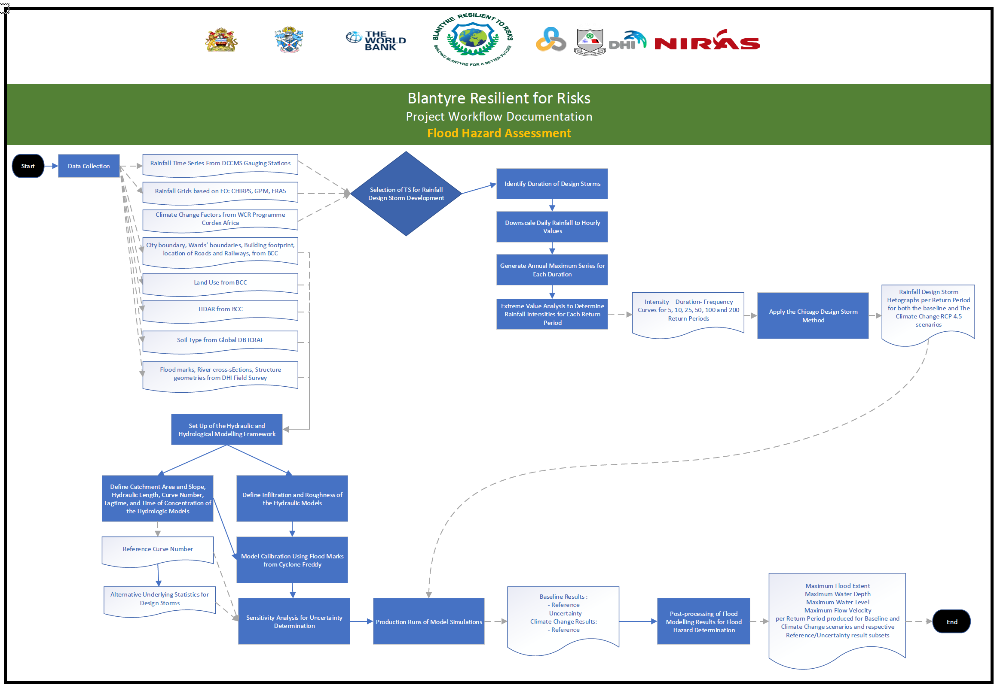 THE
WORLD
BANK
BLANTYRE RESILIENT TO RISKS
BUILDING BLANTYRE FOR A BETTER FUTURE
DHI
NIRAS
Blantyre Resilient for Risks
Project Workflow Documentation
Flood Hazard Assessment
Start
Data Collection
Rainfall Time Series From DCCMS Gauging Stations
Rainfall Grids based on EO: CHIRPS, GPM, ERA5
Climate Change Factors from WCR Programme
Cordex Africa
City boundary, Wards’ boundaries, Building footprint,
location of Roads and Railways, from BCC
Land Use from BCC
LiDAR from BCC
Soil Type from Global DB ICRAF
Flood marks, River cross-sEctions, Structure
geometries from DHI Field Survey
Selection of TS for Rainfall
Design Storm Development
Identify Duration of Design Storms
Downscale Daily Rainfall to Hourly
Values
Generate Annual Maximum Series for
Each Duration
Extreme Value Analysis to Determine
Rainfall Intensities for Each Return
Period
Intensity – Duration- Frequency
Curves for 5, 10, 25, 50, 100 and 200
Return Periods
Apply the Chicago Design Storm
Method
Rainfall Design Storm
Hetographs per Return Period
for both the baseline and The
Climate Change RCP 4.5
scenarios
Set Up of the Hydraulic and
Hydrological Modelling Framework
Define Catchment Area and Slope,
Hydraulic Length, Curve Number,
Lagtime, and Time of Concentration of
the Hydrologic Models
Define Infiltration and Roughness of
the Hydraulic Models
Reference Curve Number
Model Calibration Using Flood Marks
from Cyclone Freddy
Alternative Underlying Statistics for
Design Storms
Sensitivity Analysis for Uncertainty
Determination
Production Runs of Model Simulations
Baseline Results :
- Reference
- Uncertainty
Climate Change Results:
- Reference
Post-processing of Flood
Modelling Results for Flood
Hazard Determination
Maximum Flood Extent
Maximum Water Depth
Maximum Water Level
Maximum Flow Velocity
per Return Period produced for Baseline and
Climate Change scenarios and respective
Reference/Uncertainty result subsets
End